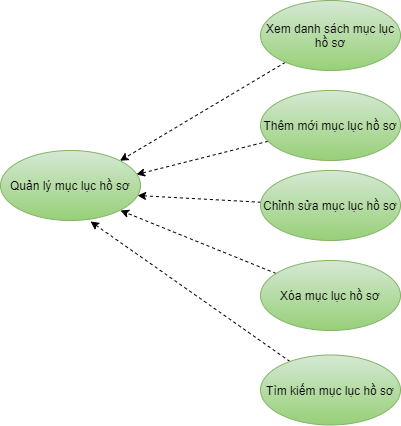 Xem danh sách mục lục
hồ sơ
Thêm mới mục lục hồ sơ
Quản lý mục lục hồ sơ
Chỉnh sửa mục lục hồ sơ
Xóa mục lục hồ sơ
Tìm kiếm mục lục hồ sơ